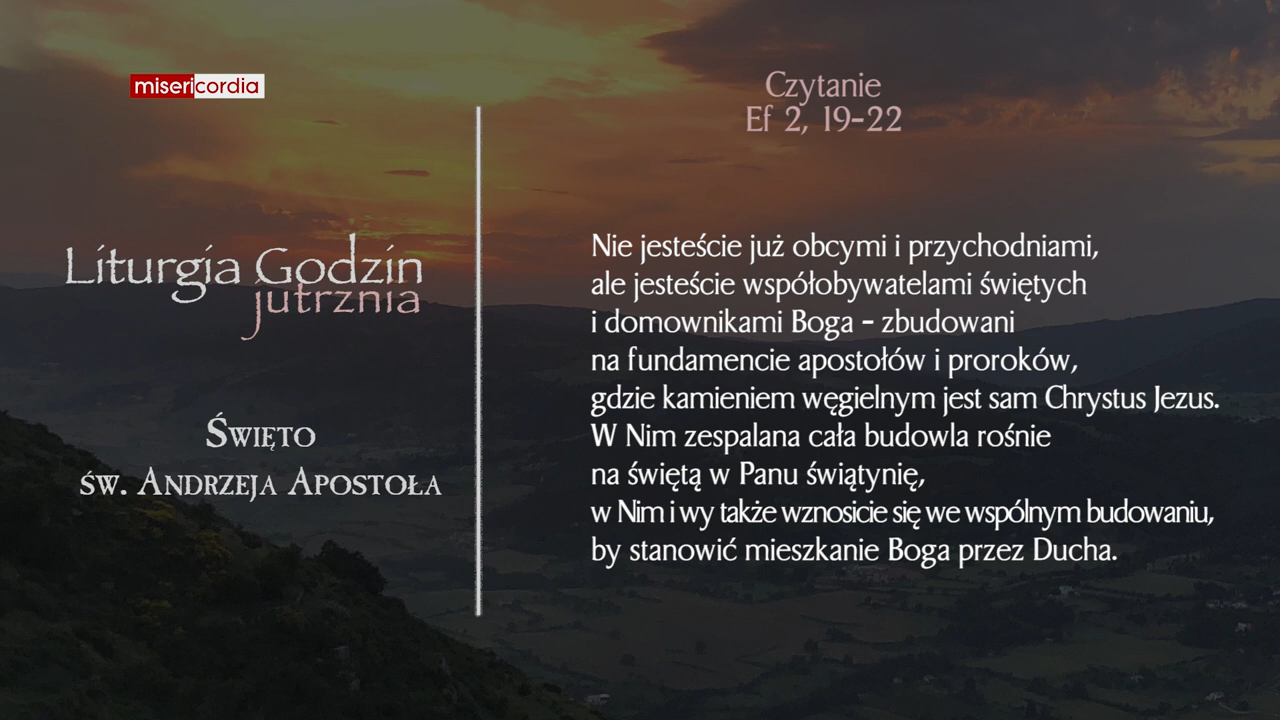 misericordia
Liturgia Godzin
jutrznia
Święto
św. Andrzeja Apostoła
Czytanie
Ef 2, 19-22
Nie jesteście już obcymi i przychodniami,
ale jesteście współobywatelami świętych
i domownikami Boga - zbudowani
na fundamencie apostołów i proroków,
gdzie kamieniem węgielnym jest sam Chrystus Jezus.
W Nim zespalana cała budowla rośnie
na świętą w Panu świątynię,
w Nim i wy także wznosicie się we wspólnym budowaniu,
by stanowić mieszkanie Boga przez Ducha.